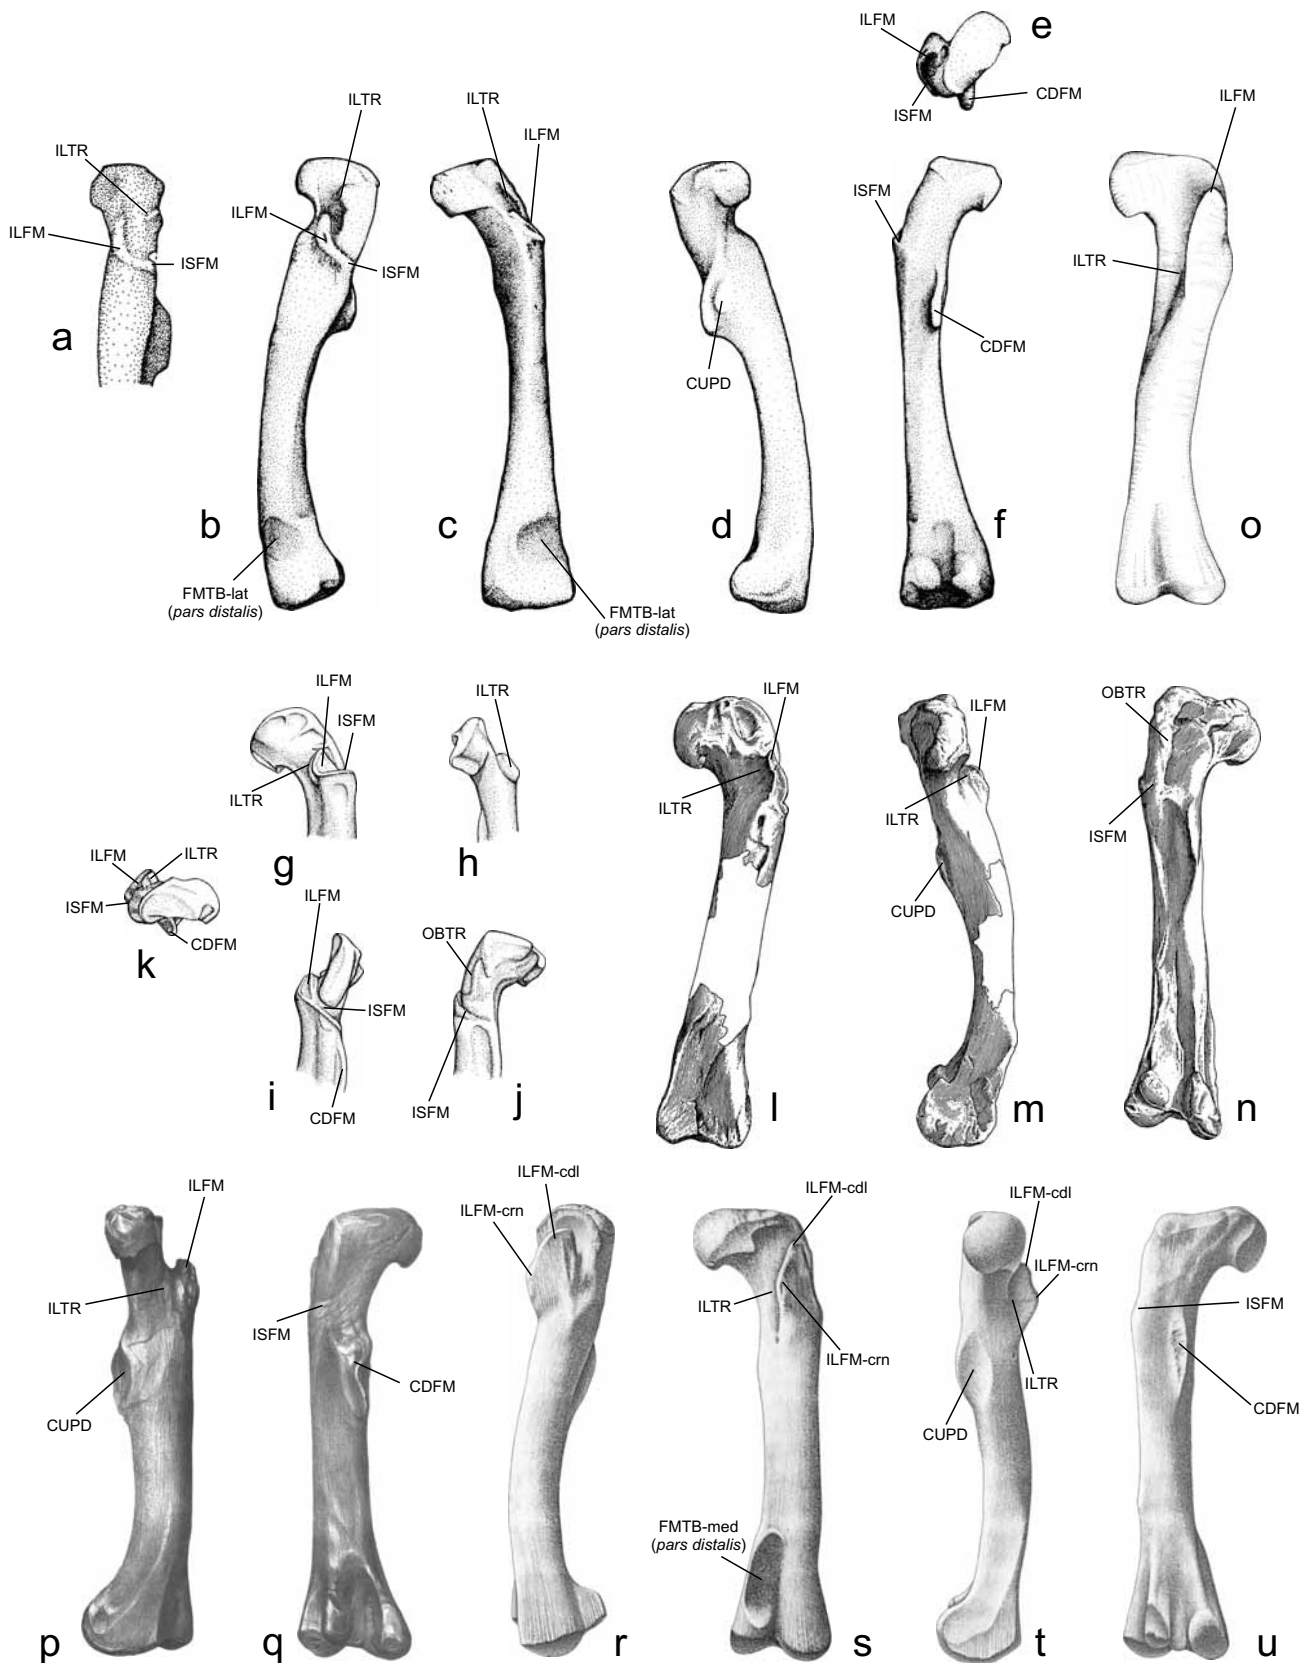 ILFM
e
ISFM
CDFM
ILTR
ILTR
ILFM
ILFM
ILTR
ILFM
ISFM
a
ILFM
ISFM
b
FMTB-lat
(pars distalis)
c
FMTB-lat
(pars distalis)
CUPD
d
ISFM
CDFM
f
ILTR
o
ILFM
ISFM
ILTR
g
ILTR
h
ILFM
ILTR
ISFM
CDFM
k
ILFM
ISFM
CDFM
i
OBTR
ISFM
j
ILFM
ILTR
l
ILFM
ILTR
CUPD
m
OBTR
ISFM
n
ILFM
ILTR
CUPD
p
ISFM
CDFM
q
ILFM-cdl
ILFM-crn
r
ILFM-cdl
ILTR
ILFM-crn
FMTB-med
(pars distalis)
s
ILFM-cdl
ILFM-crn
ILTR
CUPD
t
ISFM
CDFM
u